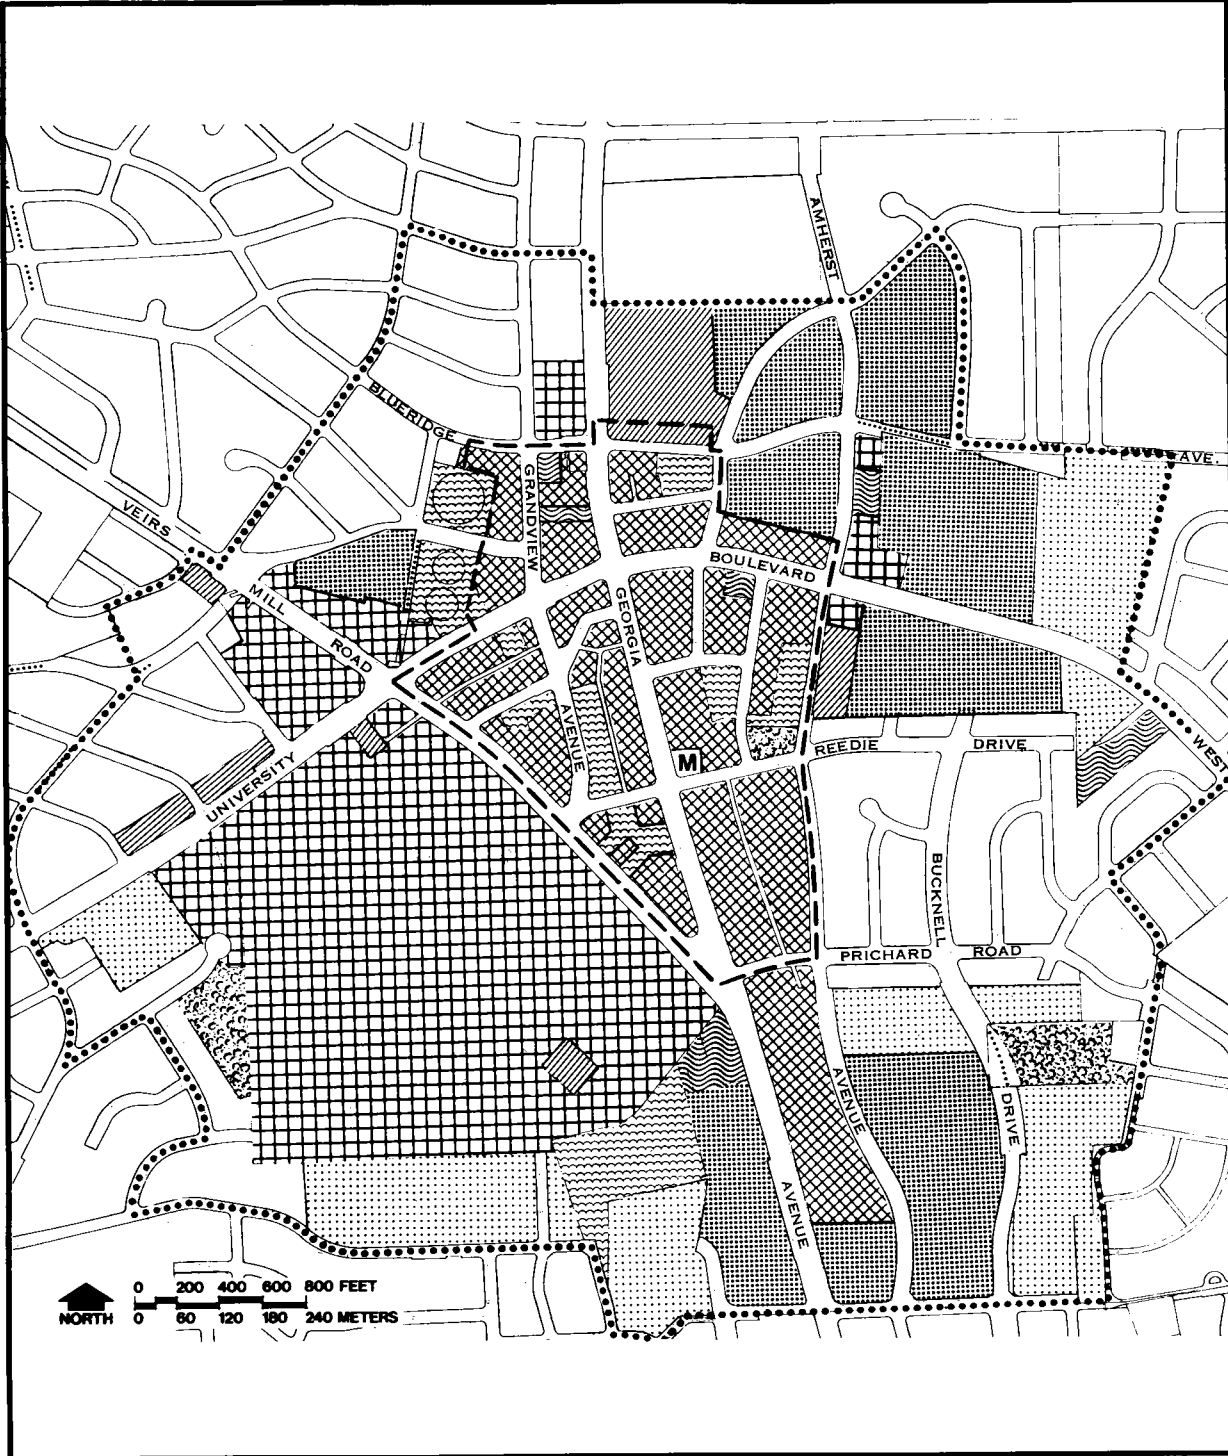 AMHERST
BLUERIDGE
AVE.
GRANDVIEW
VEIRS
MILL
ROAD
BOULEVARD
GEORGIA
AVENUE
UNIVERSITY
M
REEDIE
DRIVE
WEST
BUCKNELL
PRICHARD
ROAD
AVENUE
DRIVE
AVENUE
0 200 400 600 800 FEET
NORTH
0 60 120 180 240 METERS